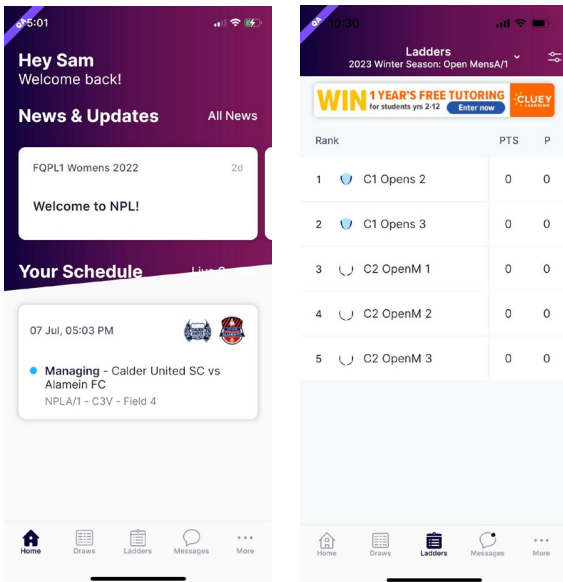 QA
5:01
Hey Sam
Welcome back!
News & Updates
All News
FQPL1 Womens 2022
2d
Welcome to NPL!
Your Schedule
07 Jul, 05:03 PM
Managing - Calder United SC vs
Alamein FC
NPLA/1 - C3V - Field 4
Home
Draws
Ladders
Messages
More
QA
10:30
Ladders
2023 Winter Season: Open MensA/1
WIN
1 YEAR'S FREE TUTORING
for students yrs 2-12
Enter now
CLUEY
LEARNING
Rank
PTS
P
1 C1 Opens 2 0 0
2 C1 Opens 3 0 0
3 C2 OpenM 1 0 0
4 C2 OpenM 2 0 0
5 C2 OpenM 3 0 0
Home
Draws
Ladders
Messages
More